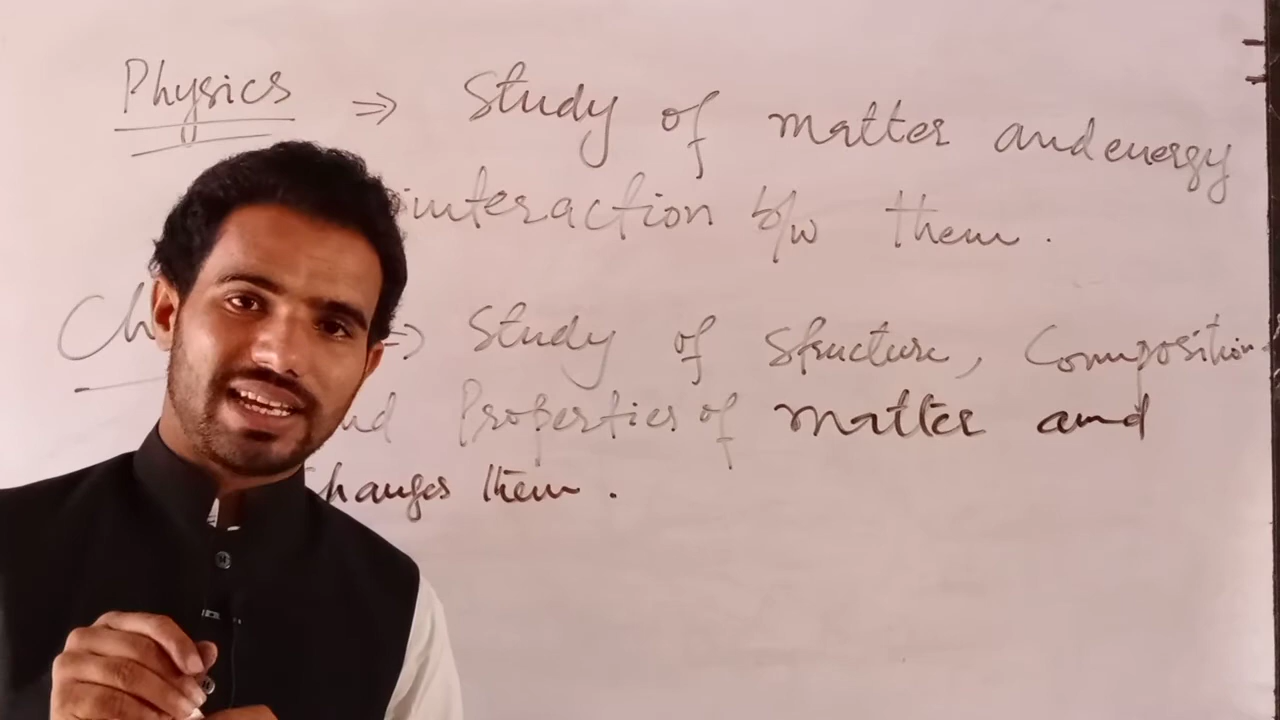 Physics ⇒ Study of matter and energy
interaction b/w them.
Ch ⇒ Study of Structure, Composition
and Properties of matter and
changes them.